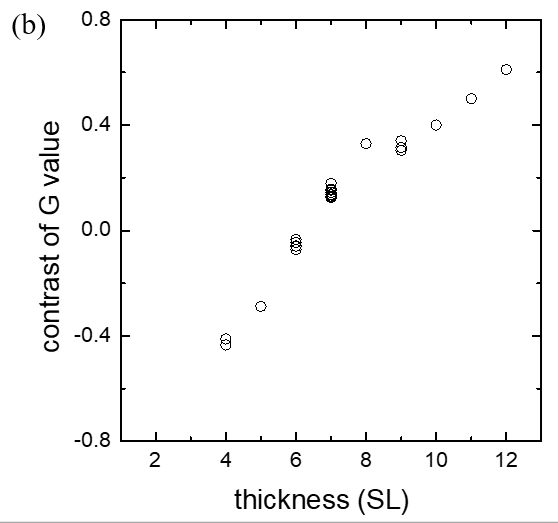 (b)
contrast of G value
0.8
0.4
0.0
-0.4
-0.8
2 4 6 8 10 12
thickness (SL)